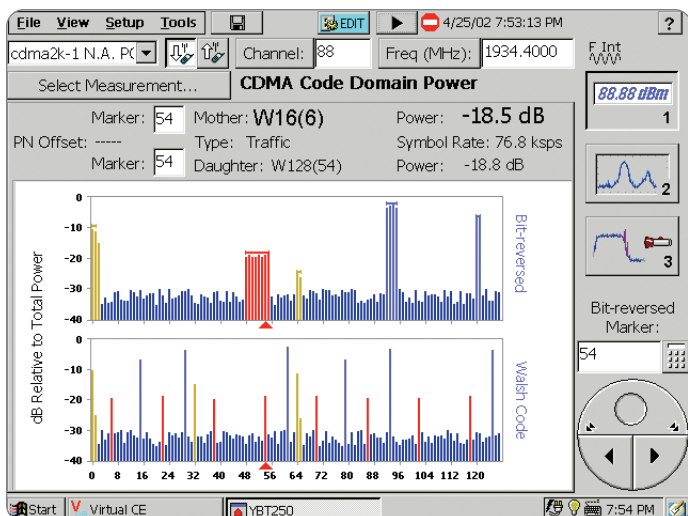 File View Setup Tools EDIT 4/25/02 7:53:13 PM ?
cdma2k-1 N.A. P( Channel: 88 Freq (MHz): 1934.4000 F Int
Select Measurement... CDMA Code Domain Power
88.88 dBm
1
Marker: 54 Mother: W16(6) Power: -18.5 dB
PN Offset: ----- Type: Traffic Symbol Rate: 76.8 ksps
Marker: 54 Daughter: W128(54) Power: -18.8 dB
2
3
dB Relative to Total Power
0
-10
-20
-30
-40
Bit-reversed
0
-10
-20
-30
-40
Walsh Code
0 8 16 24 32 40 48 56 64 72 80 88 96 104 112 120
Bit-reversed
Marker:
54
Start Virtual CE YBT250 7:54 PM